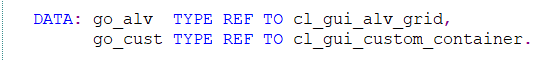 DATA: go_alv  TYPE REF TO cl_gui_alv_grid,
      go_cust TYPE REF TO cl_gui_custom_container.